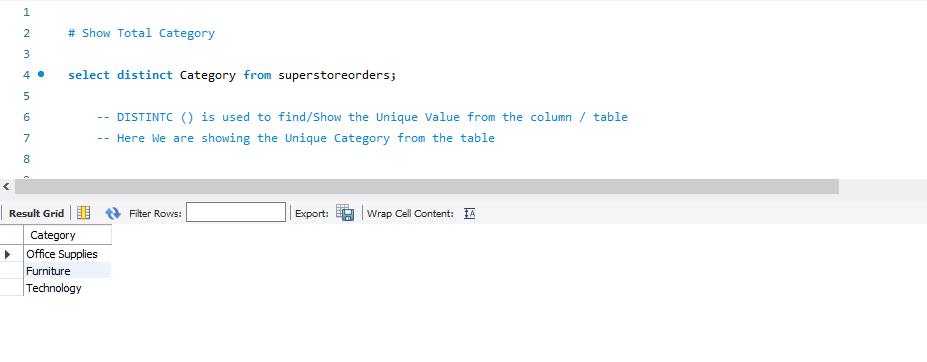 1
2 # Show Total Category
3
4 select distinct Category from superstoreorders;
5
6 -- DISTINTC () is used to find/Show the Unique Value from the column / table
7 -- Here We are showing the Unique Category from the table
8
Result Grid Filter Rows: Export: Wrap Cell Content: IA
Category
Office Supplies
Furniture
Technology